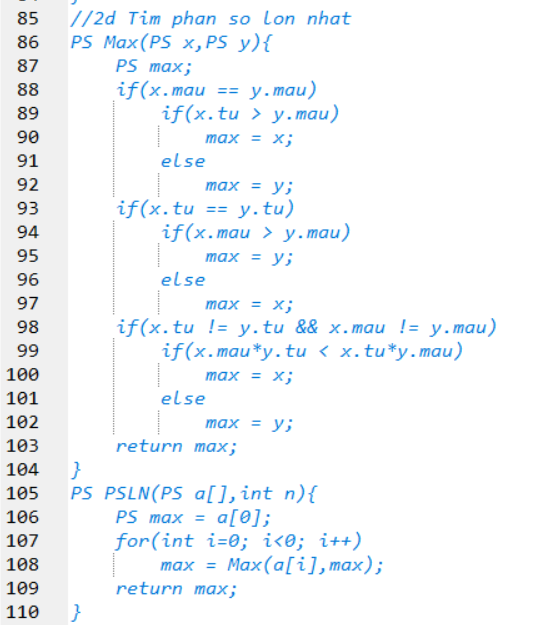 85 //2d Tim phan so lon nhat
86 PS Max(PS x,PS y){
87     PS max;
88     if(x.mau == y.mau)
89         if(x.tu > y.mau)
90             max = x;
91         else
92             max = y;
93     if(x.tu == y.tu)
94         if(x.mau > y.mau)
95             max = y;
96         else
97             max = x;
98     if(x.tu != y.tu && x.mau != y.mau)
99         if(x.mau*y.tu < x.tu*y.mau)
100             max = x;
101         else
102             max = y;
103     return max;
104 }
105 PS PSLN(PS a[],int n){
106     PS max = a[0];
107     for(int i=0; i<0; i++)
108         max = Max(a[i],max);
109     return max;
110 }